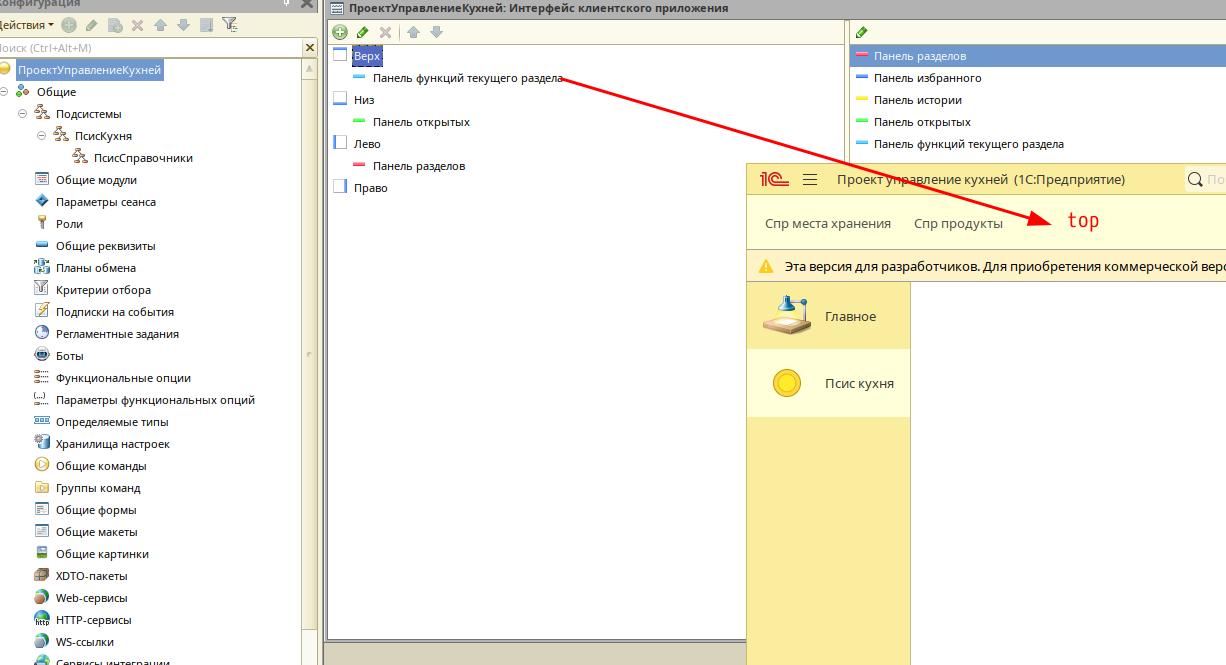 Конфигурация
Действия
Поиск (Ctrl+Alt+M)
ПроектУправлениеКухней
Общие
Подсистемы
ПсисКухня
ПсисСправочники
Общие модули
Параметры сеанса
Роли
Общие реквизиты
Планы обмена
Критерии отбора
Подписки на события
Регламентные задания
Боты
Функциональные опции
Параметры функциональных опций
Определяемые типы
Хранилища настроек
Общие команды
Группы команд
Общие формы
Общие макеты
Общие картинки
XDTO-пакеты
Web-сервисы
HTTP-сервисы
WS-ссылки
Сервисы интеграции
ПроектУправлениеКухней: Интерфейс клиентского приложения
Верх
Панель функций текущего раздела
Низ
Панель открытых
Лево
Панель разделов
Право
Панель разделов
Панель избранного
Панель истории
Панель открытых
Панель функций текущего раздела
1С Проект управление кухней (1С:Предприятие) По
Спр места хранения Спр продукты top
Эта версия для разработчиков. Для приобретения коммерческой верс
Главное
Псис кухня